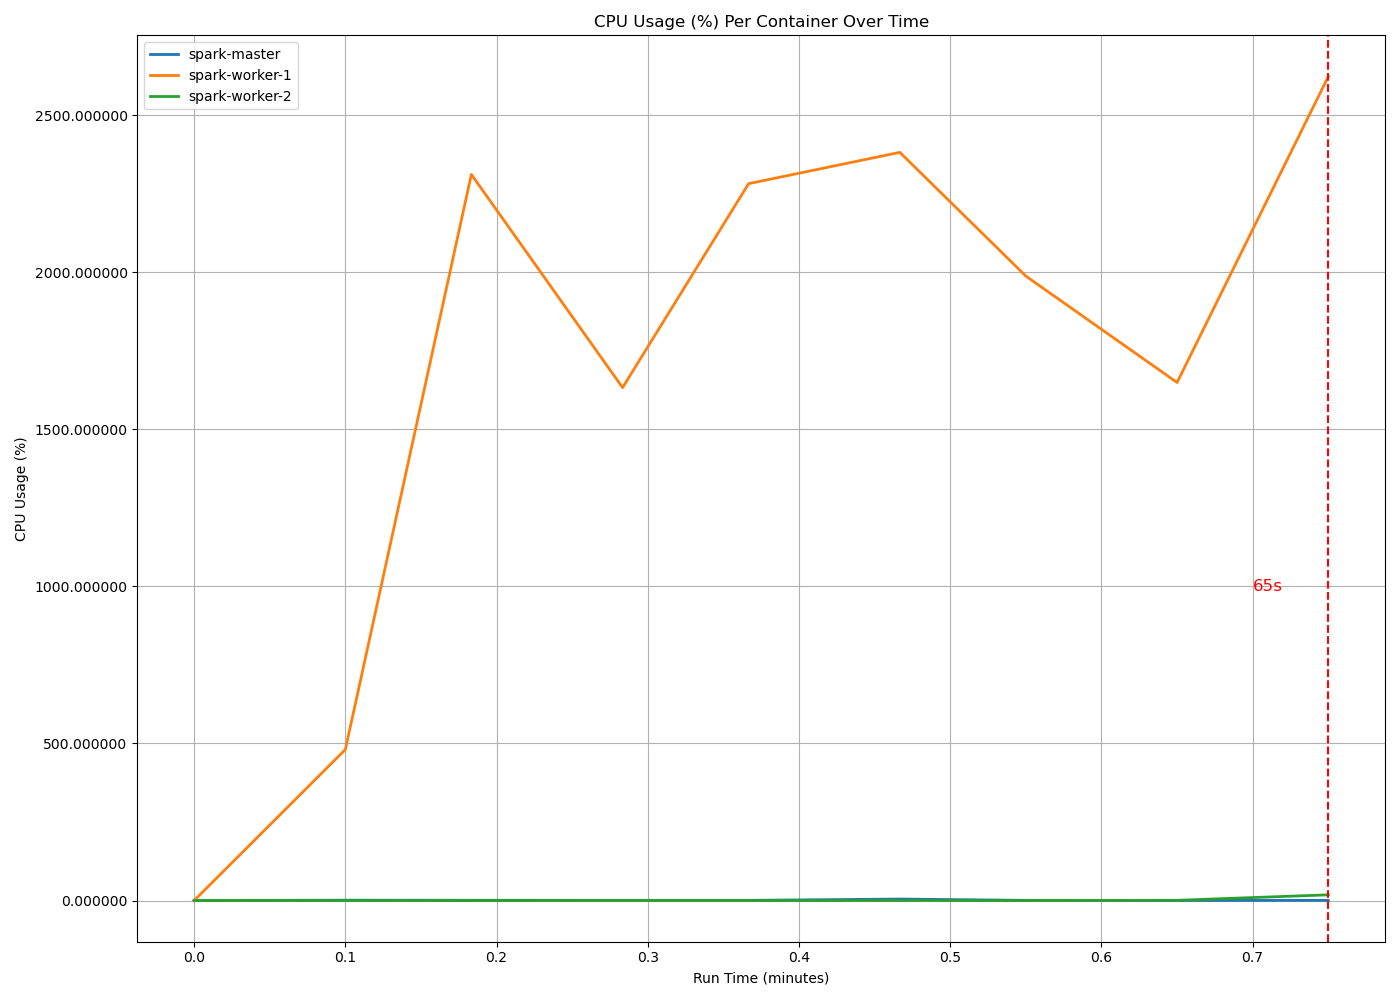 CPU Usage (%) Per Container Over Time
spark-master
spark-worker-1
spark-worker-2
2500.000000
2000.000000
1500.000000
1000.000000
500.000000
0.000000
CPU Usage (%)
65s
0.0 0.1 0.2 0.3 0.4 0.5 0.6 0.7
Run Time (minutes)